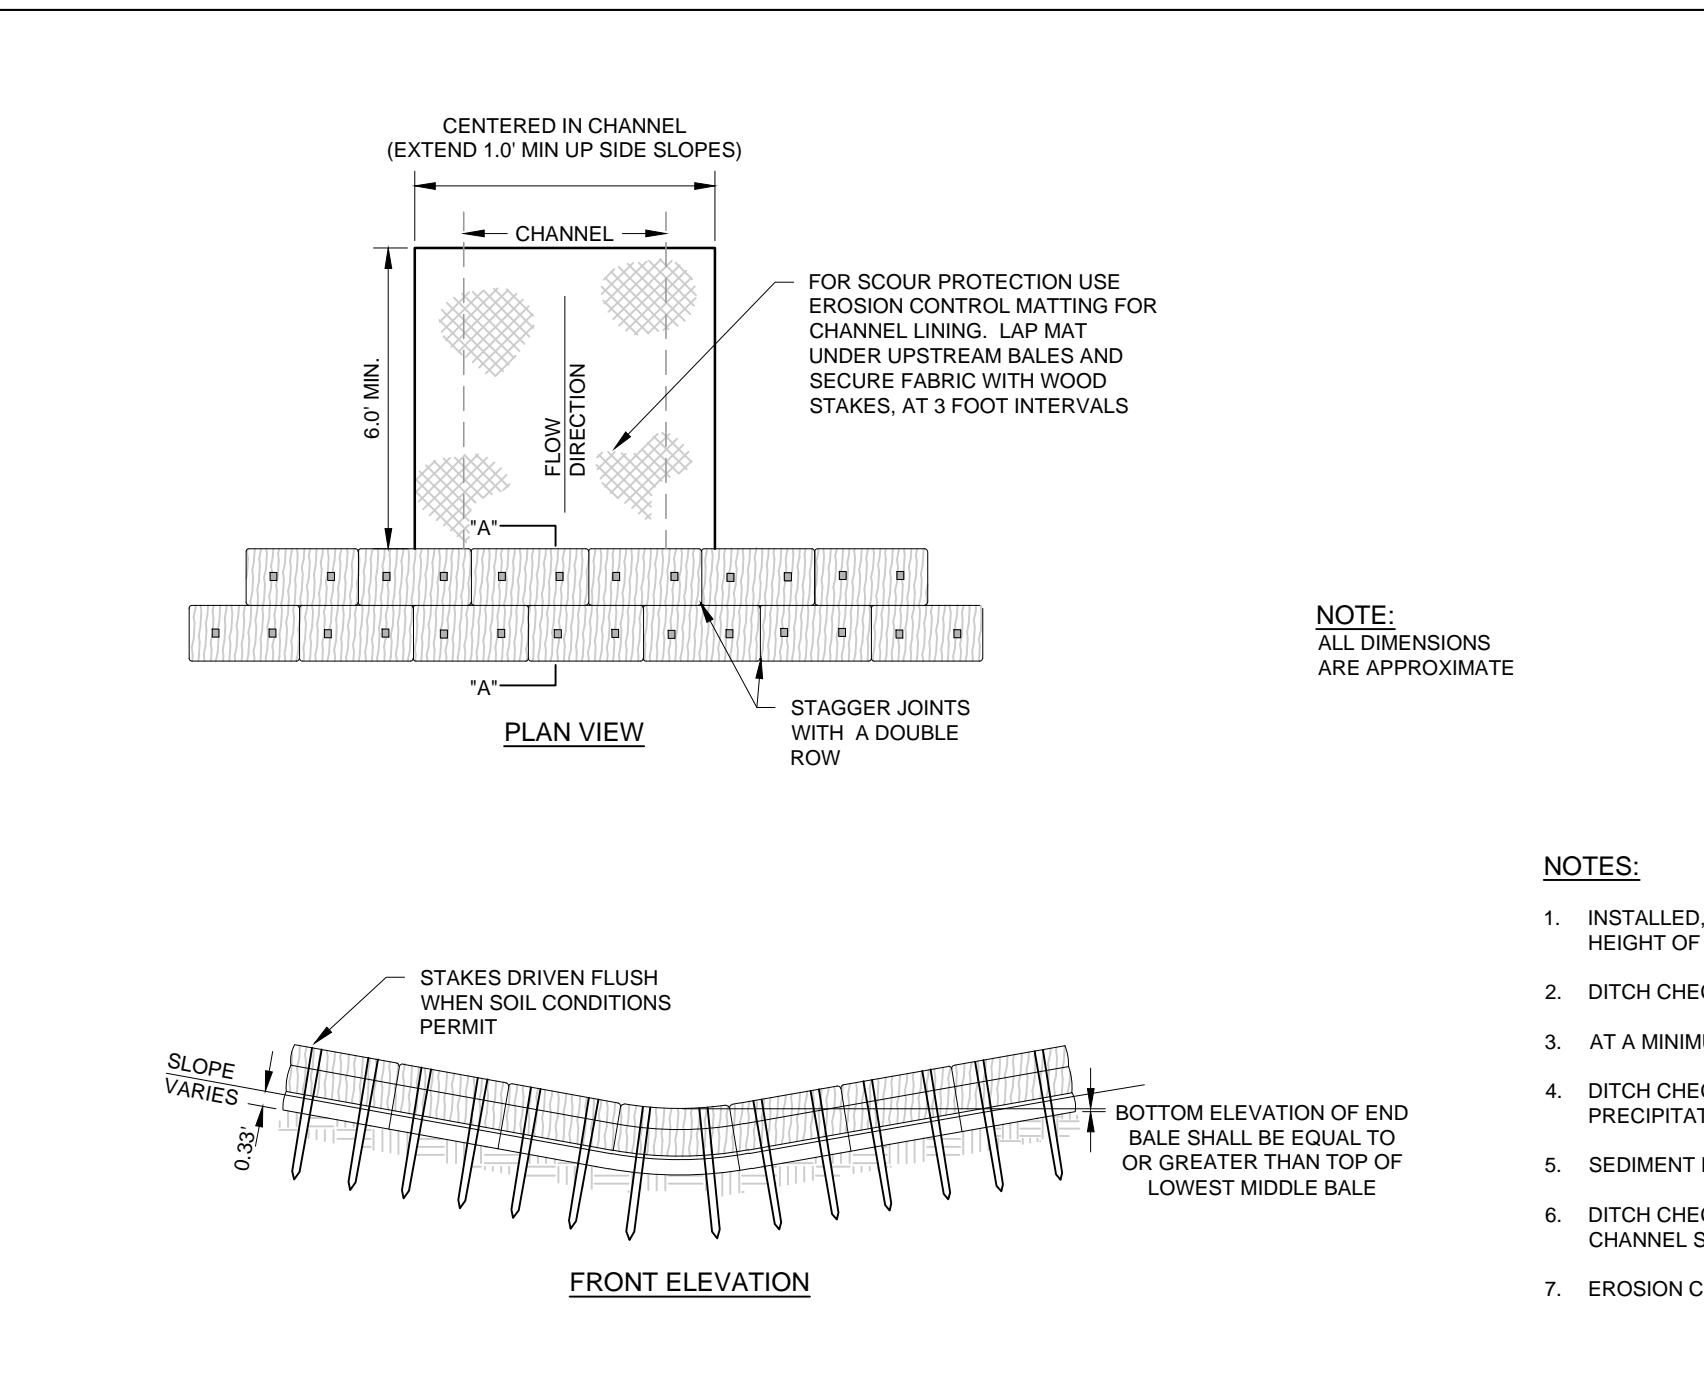 CENTERED IN CHANNEL
(EXTEND 1.0' MIN UP SIDE SLOPES)
CHANNEL
6.0' MIN.
FLOW
DIRECTION
FOR SCOUR PROTECTION USE
EROSION CONTROL MATTING FOR
CHANNEL LINING.  LAP MAT
UNDER UPSTREAM BALES AND
SECURE FABRIC WITH WOOD
STAKES, AT 3 FOOT INTERVALS
"A"
"A"
STAGGER JOINTS
WITH  A DOUBLE
ROW
PLAN VIEW
NOTE:
ALL DIMENSIONS
ARE APPROXIMATE
STAKES DRIVEN FLUSH
WHEN SOIL CONDITIONS
PERMIT
SLOPE
VARIES
0.33'
BOTTOM ELEVATION OF END
BALE SHALL BE EQUAL TO
OR GREATER THAN TOP OF
LOWEST MIDDLE BALE
FRONT ELEVATION
NOTES:
1. INSTALLED,
HEIGHT OF
2. DITCH
3. AT A
4. DITCH
5. SEDIMENT
6. DITCH
CHANNEL
7. EROSION